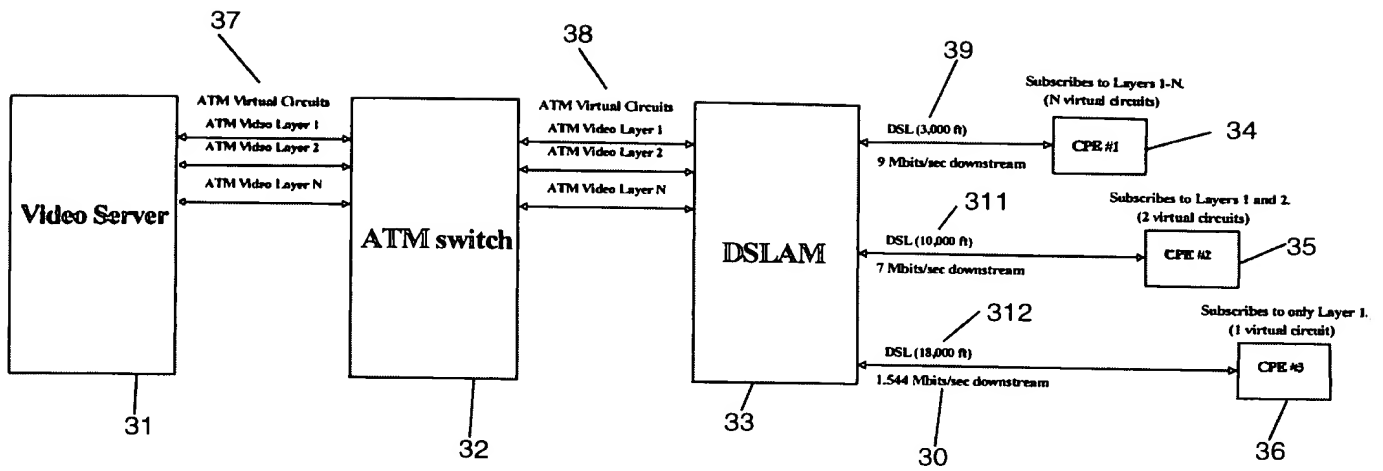 37
38
39
ATM Virtual Circuits
ATM Video Layer 1
ATM Video Layer 2
ATM Video Layer N
ATM Virtual Circuits
ATM Video Layer 1
ATM Video Layer 2
ATM Video Layer N
Video Server
ATM switch
DSLAM
DSL (3,000 ft)
9 Mbits/sec downstream
Subscribes to Layers 1-N.
(N virtual circuits)
CPE #1
34
311
DSL (10,000 ft)
7 Mbits/sec downstream
Subscribes to Layers 1 and 2.
(2 virtual circuits)
CPE #2
35
312
DSL (18,000 ft)
1.544 Mbits/sec downstream
Subscribes to only Layer 1.
(1 virtual circuit)
CPE #3
31
32
33
30
36